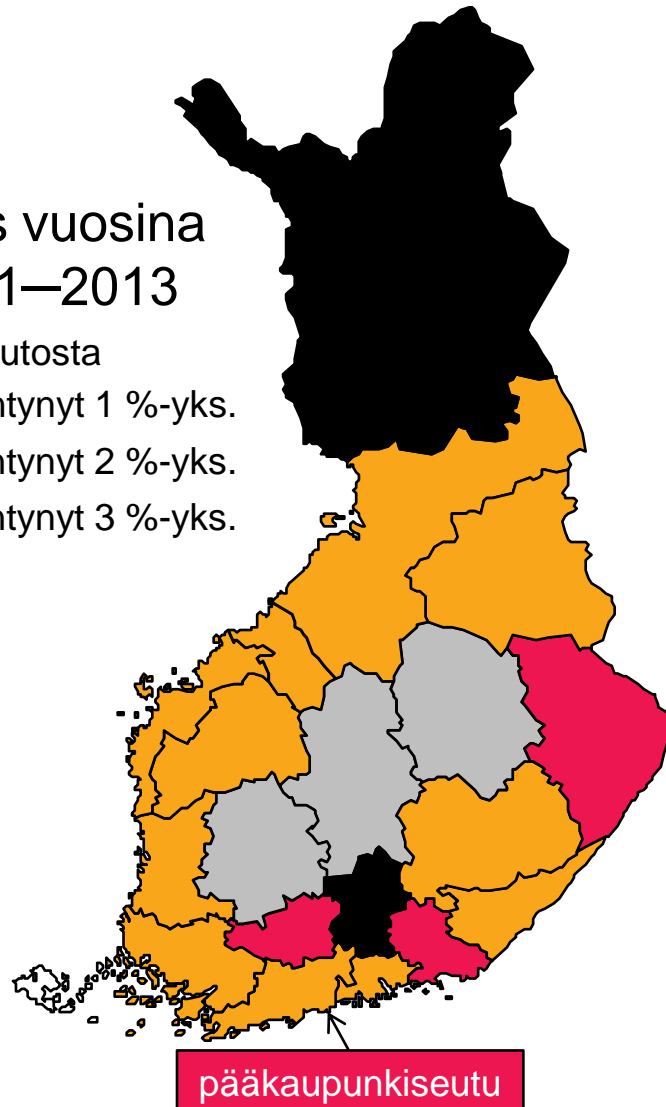 s vuosina
1–2013
utosta
ntynyt 1 %-yks.
ntynyt 2 %-yks.
ntynyt 3 %-yks.
pääkaupunkiseutu